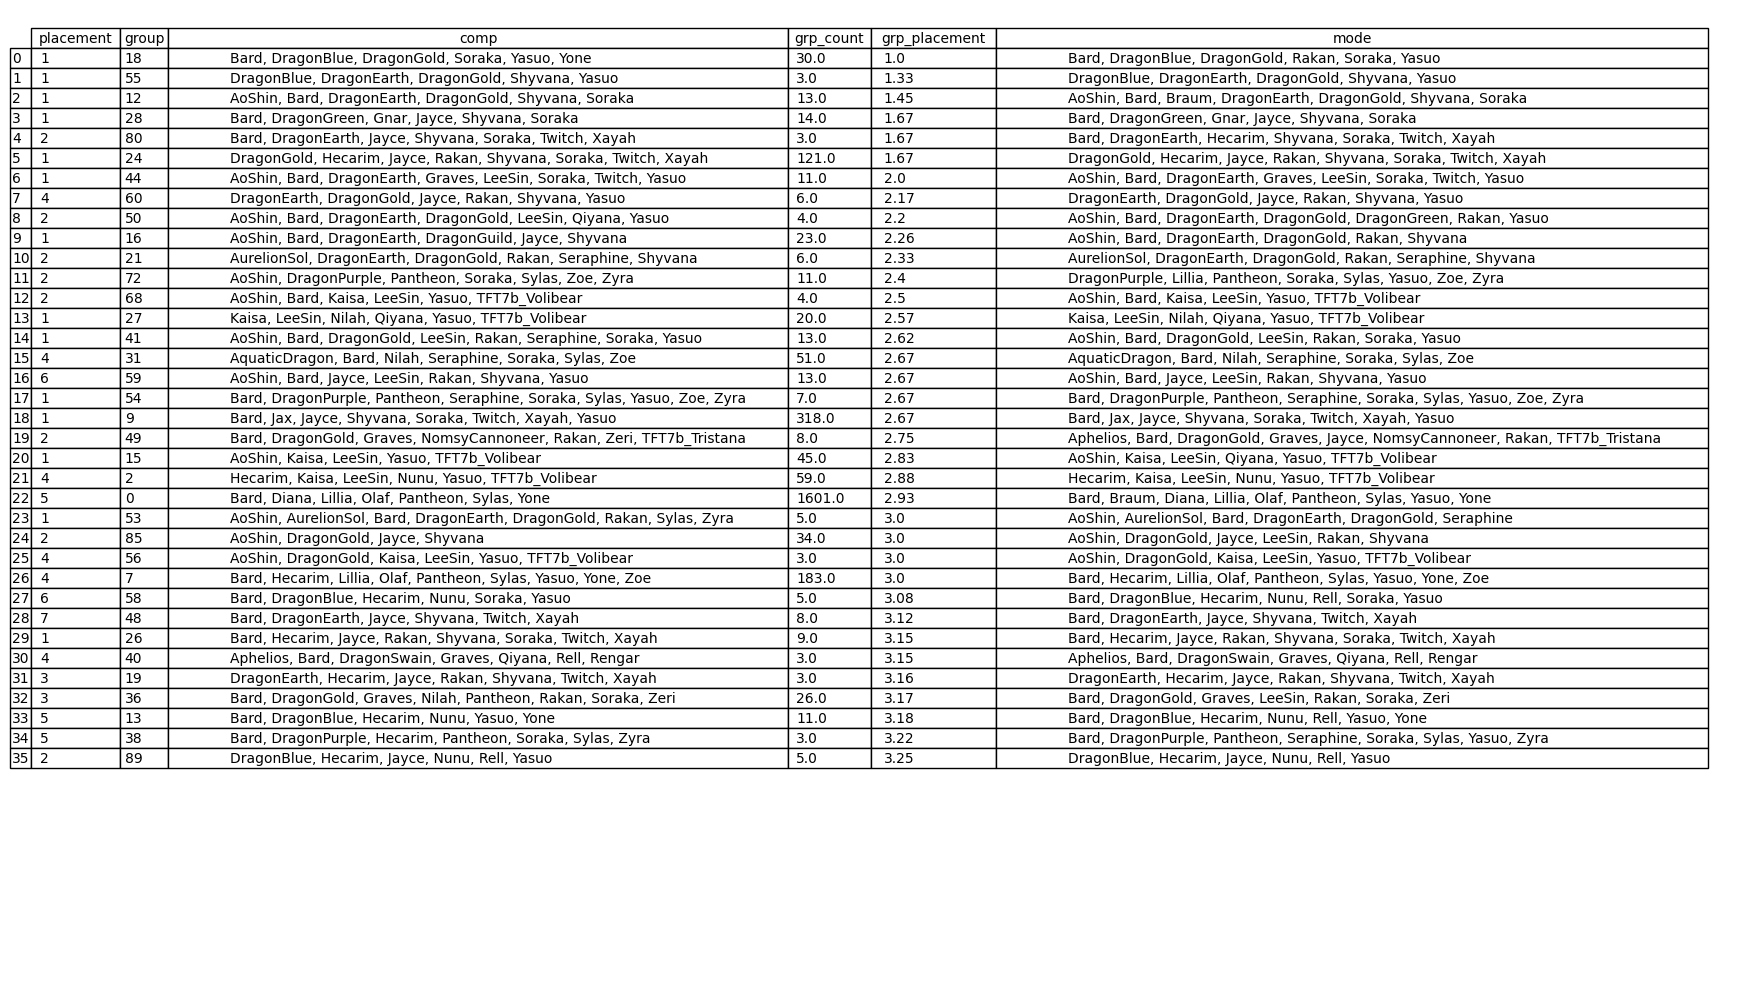 placement group comp grp_count grp_placement mode
0 1 18 Bard, DragonBlue, DragonGold, Soraka, Yasuo, Yone 30.0 1.0 Bard, DragonBlue, DragonGold, Rakan, Soraka, Yasuo
1 1 55 DragonBlue, DragonEarth, DragonGold, Shyvana, Yasuo 3.0 1.33 DragonBlue, DragonEarth, DragonGold, Shyvana, Yasuo
2 1 12 AoShin, Bard, DragonEarth, DragonGold, Shyvana, Soraka 13.0 1.45 AoShin, Bard, Braum, DragonEarth, DragonGold, Shyvana, Soraka
3 1 28 Bard, DragonGreen, Gnar, Jayce, Shyvana, Soraka 14.0 1.67 Bard, DragonGreen, Gnar, Jayce, Shyvana, Soraka
4 2 80 Bard, DragonEarth, Jayce, Shyvana, Soraka, Twitch, Xayah 3.0 1.67 Bard, DragonEarth, Hecarim, Shyvana, Soraka, Twitch, Xayah
5 1 24 DragonGold, Hecarim, Jayce, Rakan, Shyvana, Soraka, Twitch, Xayah 121.0 1.67 DragonGold, Hecarim, Jayce, Rakan, Shyvana, Soraka, Twitch, Xayah
6 1 44 AoShin, Bard, DragonEarth, Graves, LeeSin, Soraka, Twitch, Yasuo 11.0 2.0 AoShin, Bard, DragonEarth, Graves, LeeSin, Soraka, Twitch, Yasuo
7 4 60 DragonEarth, DragonGold, Jayce, Rakan, Shyvana, Yasuo 6.0 2.17 DragonEarth, DragonGold, Jayce, Rakan, Shyvana, Yasuo
8 2 50 AoShin, Bard, DragonEarth, DragonGold, LeeSin, Qiyana, Yasuo 4.0 2.2 AoShin, Bard, DragonEarth, DragonGold, DragonGreen, Rakan, Yasuo
9 1 16 AoShin, Bard, DragonEarth, DragonGuild, Jayce, Shyvana 23.0 2.26 AoShin, Bard, DragonEarth, DragonGold, Rakan, Shyvana
10 2 21 AurelionSol, DragonEarth, DragonGold, Rakan, Seraphine, Shyvana 6.0 2.33 AurelionSol, DragonEarth, DragonGold, Rakan, Seraphine, Shyvana
11 2 72 AoShin, DragonPurple, Pantheon, Soraka, Sylas, Zoe, Zyra 11.0 2.4 DragonPurple, Lillia, Pantheon, Soraka, Sylas, Yasuo, Zoe, Zyra
12 2 68 AoShin, Bard, Kaisa, LeeSin, Yasuo, TFT7b_Volibear 4.0 2.5 AoShin, Bard, Kaisa, LeeSin, Yasuo, TFT7b_Volibear
13 1 27 Kaisa, LeeSin, Nilah, Qiyana, Yasuo, TFT7b_Volibear 20.0 2.57 Kaisa, LeeSin, Nilah, Qiyana, Yasuo, TFT7b_Volibear
14 1 41 AoShin, Bard, DragonGold, LeeSin, Rakan, Seraphine, Soraka, Yasuo 13.0 2.62 AoShin, Bard, DragonGold, LeeSin, Rakan, Soraka, Yasuo
15 4 31 AquaticDragon, Bard, Nilah, Seraphine, Soraka, Sylas, Zoe 51.0 2.67 AquaticDragon, Bard, Nilah, Seraphine, Soraka, Sylas, Zoe
16 6 59 AoShin, Bard, Jayce, LeeSin, Rakan, Shyvana, Yasuo 13.0 2.67 AoShin, Bard, Jayce, LeeSin, Rakan, Shyvana, Yasuo
17 1 54 Bard, DragonPurple, Pantheon, Seraphine, Soraka, Sylas, Yasuo, Zoe, Zyra 7.0 2.67 Bard, DragonPurple, Pantheon, Seraphine, Soraka, Sylas, Yasuo, Zoe, Zyra
18 1 9 Bard, Jax, Jayce, Shyvana, Soraka, Twitch, Xayah, Yasuo 318.0 2.67 Bard, Jax, Jayce, Shyvana, Soraka, Twitch, Xayah, Yasuo
19 2 49 Bard, DragonGold, Graves, NomsyCannoneer, Rakan, Zeri, TFT7b_Tristana 8.0 2.75 Aphelios, Bard, DragonGold, Graves, Jayce, NomsyCannoneer, Rakan, TFT7b_Tristana
20 1 15 AoShin, Kaisa, LeeSin, Yasuo, TFT7b_Volibear 45.0 2.83 AoShin, Kaisa, LeeSin, Qiyana, Yasuo, TFT7b_Volibear
21 4 2 Hecarim, Kaisa, LeeSin, Nunu, Yasuo, TFT7b_Volibear 59.0 2.88 Hecarim, Kaisa, LeeSin, Nunu, Yasuo, TFT7b_Volibear
22 5 0 Bard, Diana, Lillia, Olaf, Pantheon, Sylas, Yone 1601.0 2.93 Bard, Braum, Diana, Lillia, Olaf, Pantheon, Sylas, Yasuo, Yone
23 1 53 AoShin, AurelionSol, Bard, DragonEarth, DragonGold, Rakan, Sylas, Zyra 5.0 3.0 AoShin, AurelionSol, Bard, DragonEarth, DragonGold, Seraphine
24 2 85 AoShin, DragonGold, Jayce, Shyvana 34.0 3.0 AoShin, DragonGold, Jayce, LeeSin, Rakan, Shyvana
25 4 56 AoShin, DragonGold, Kaisa, LeeSin, Yasuo, TFT7b_Volibear 3.0 3.0 AoShin, DragonGold, Kaisa, LeeSin, Yasuo, TFT7b_Volibear
26 4 7 Bard, Hecarim, Lillia, Olaf, Pantheon, Sylas, Yasuo, Yone, Zoe 183.0 3.0 Bard, Hecarim, Lillia, Olaf, Pantheon, Sylas, Yasuo, Yone, Zoe
27 6 58 Bard, DragonBlue, Hecarim, Nunu, Soraka, Yasuo 5.0 3.08 Bard, DragonBlue, Hecarim, Nunu, Rell, Soraka, Yasuo
28 7 48 Bard, DragonEarth, Jayce, Shyvana, Twitch, Xayah 8.0 3.12 Bard, DragonEarth, Jayce, Shyvana, Twitch, Xayah
29 1 26 Bard, Hecarim, Jayce, Rakan, Shyvana, Soraka, Twitch, Xayah 9.0 3.15 Bard, Hecarim, Jayce, Rakan, Shyvana, Soraka, Twitch, Xayah
30 4 40 Aphelios, Bard, DragonSwain, Graves, Qiyana, Rell, Rengar 3.0 3.15 Aphelios, Bard, DragonSwain, Graves, Qiyana, Rell, Rengar
31 3 19 DragonEarth, Hecarim, Jayce, Rakan, Shyvana, Twitch, Xayah 3.0 3.16 DragonEarth, Hecarim, Jayce, Rakan, Shyvana, Twitch, Xayah
32 3 36 Bard, DragonGold, Graves, Nilah, Pantheon, Rakan, Soraka, Zeri 26.0 3.17 Bard, DragonGold, Graves, LeeSin, Rakan, Soraka, Zeri
33 5 13 Bard, DragonBlue, Hecarim, Nunu, Yasuo, Yone 11.0 3.18 Bard, DragonBlue, Hecarim, Nunu, Rell, Yasuo, Yone
34 5 38 Bard, DragonPurple, Hecarim, Pantheon, Soraka, Sylas, Zyra 3.0 3.22 Bard, DragonPurple, Pantheon, Seraphine, Soraka, Sylas, Yasuo, Zyra
35 2 89 DragonBlue, Hecarim, Jayce, Nunu, Rell, Yasuo 5.0 3.25 DragonBlue, Hecarim, Jayce, Nunu, Rell, Yasuo